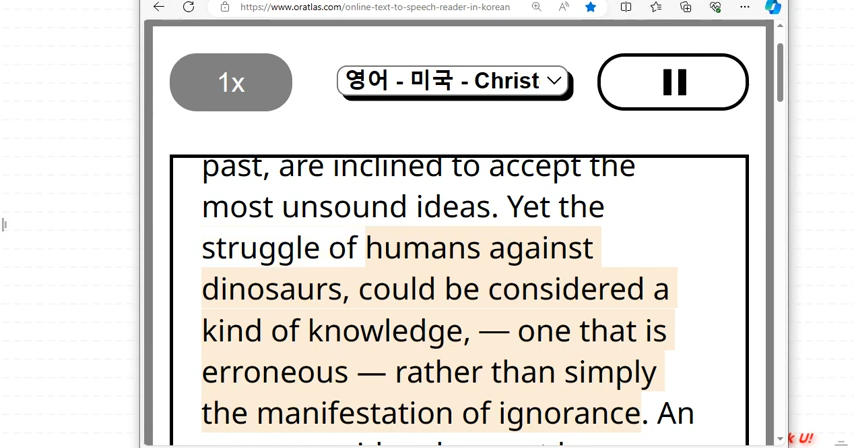 https://www.oratlas.com/online-text-to-speech-reader-in-korean
1x
영어 - 미국 - Christ
past, are inclined to accept the
most unsound ideas. Yet the
struggle of humans against
dinosaurs, could be considered a
kind of knowledge, — one that is
erroneous — rather than simply
the manifestation of ignorance. An
k U!